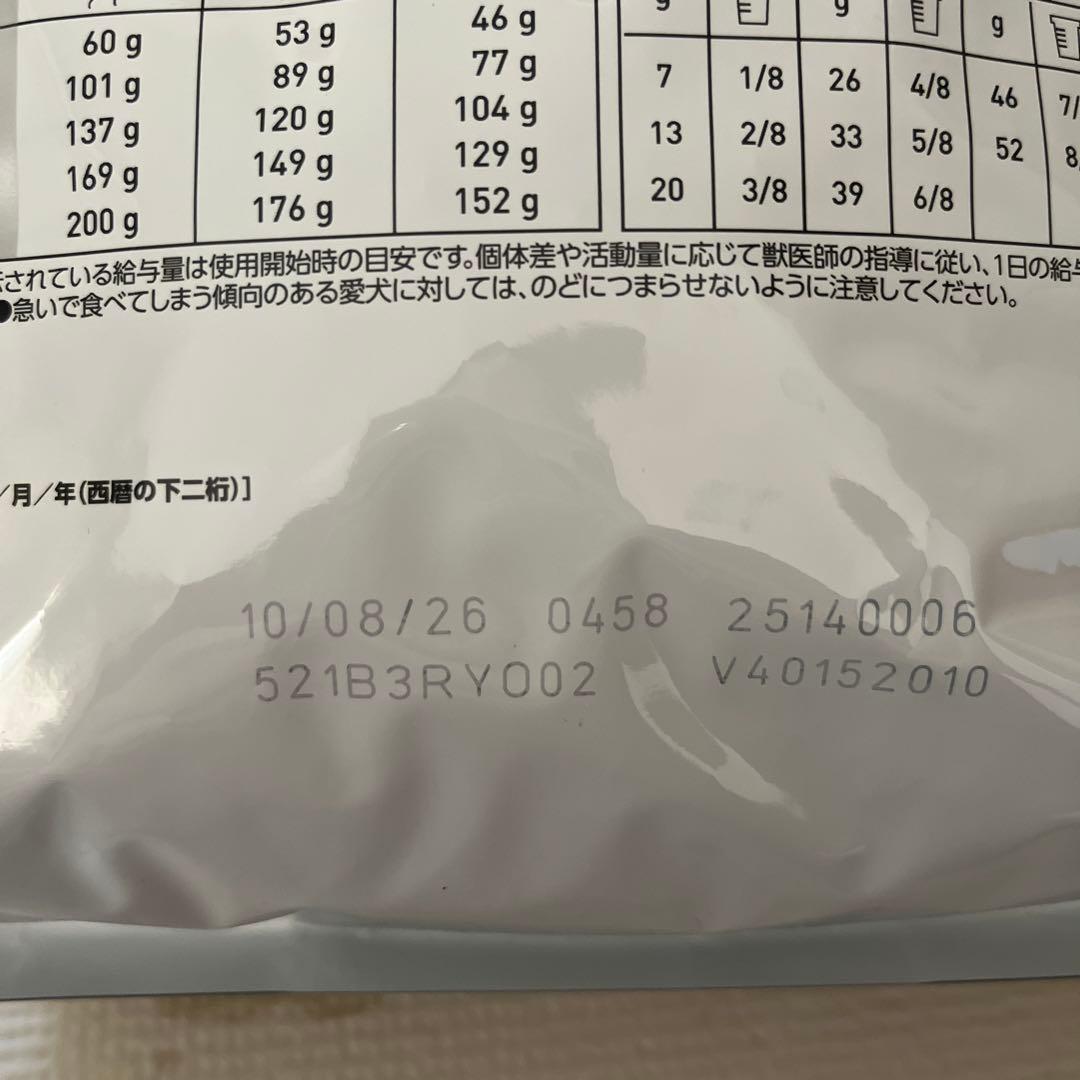 60 g 53 g 46 g
101 g 89 g 77 g
137 g 120 g 104 g
169 g 149 g 129 g
200 g 176 g 152 g
g g g
7 1/8 26 4/8 46 7/
13 2/8 33 5/8 52 8
20 3/8 39 6/8
されている給与量は使用開始時の目安です。個体差や活動量に応じて獣医師の指導に従い、1日の給与
●急いで食べてしまう傾向のある愛犬に対しては、のどにつまらせないように注意してください。
/月/年(西暦の下二桁)]
10/08/26 0458 25140006
521B3RY002 V40152010